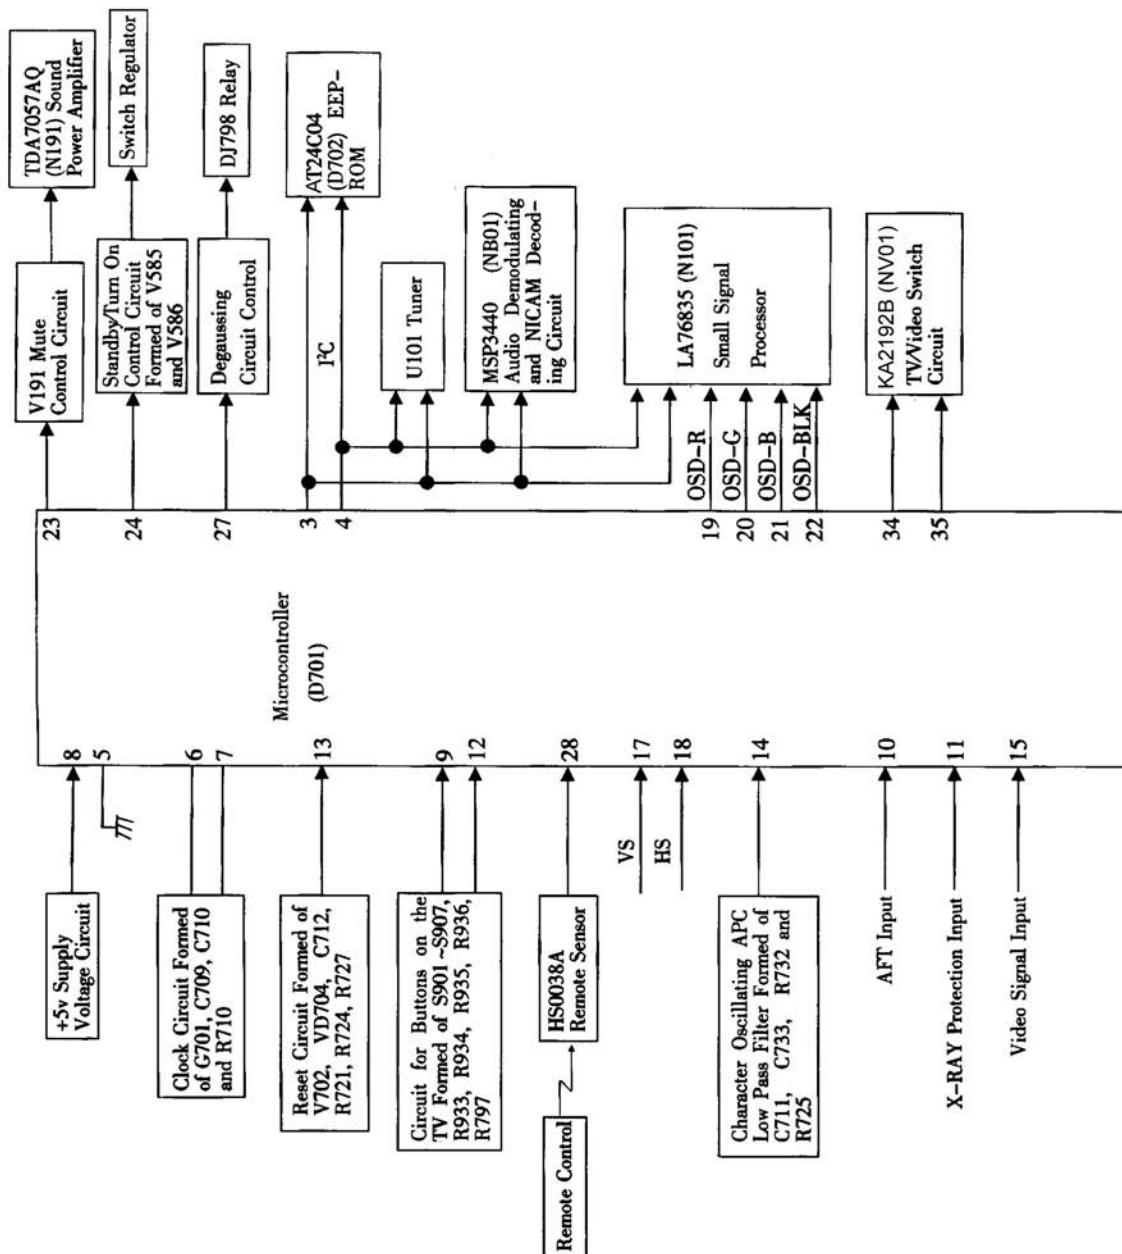 +5v Supply
Voltage Circuit
Clock Circuit Formed
of G701, C709, C710
and R710
Reset Circuit Formed of
V702, VD704, C712,
R721, R724, R727
Circuit for Buttons on the
TV Formed of S901~S907,
R933, R934, R935, R936,
R797
Remote Control
HS0038A
Remote Sensor
VS
HS
Character Oscillating APC
Low Pass Filter Formed of
C711, C733, R732 and
R725
AFT Input
X-RAY Protection Input
Video Signal Input
8
5
6
7
13
9
12
28
17
18
14
10
11
15
Microcontroller
(D701)
23
24
27
3
4
19
20
21
22
34
35
V191 Mute
Control Circuit
TDA7057AQ
(N191) Sound
Power Amplifier
Standby/Turn On
Control Circuit
Formed of V585
and V586
Switch Regulator
Degaussing
Circuit Control
DJ798 Relay
I²C
AT24C04
(D702) EEP-
ROM
U101 Tuner
MSP3440 (NB01)
Audio Demodulating
and NICAM Decod-
ing Circuit
OSD-R
OSD-G
OSD-B
OSD-BLK
LA76835 (N101)
Small Signal
Processor
KA2192B (NV01)
TV/Video Switch
Circuit